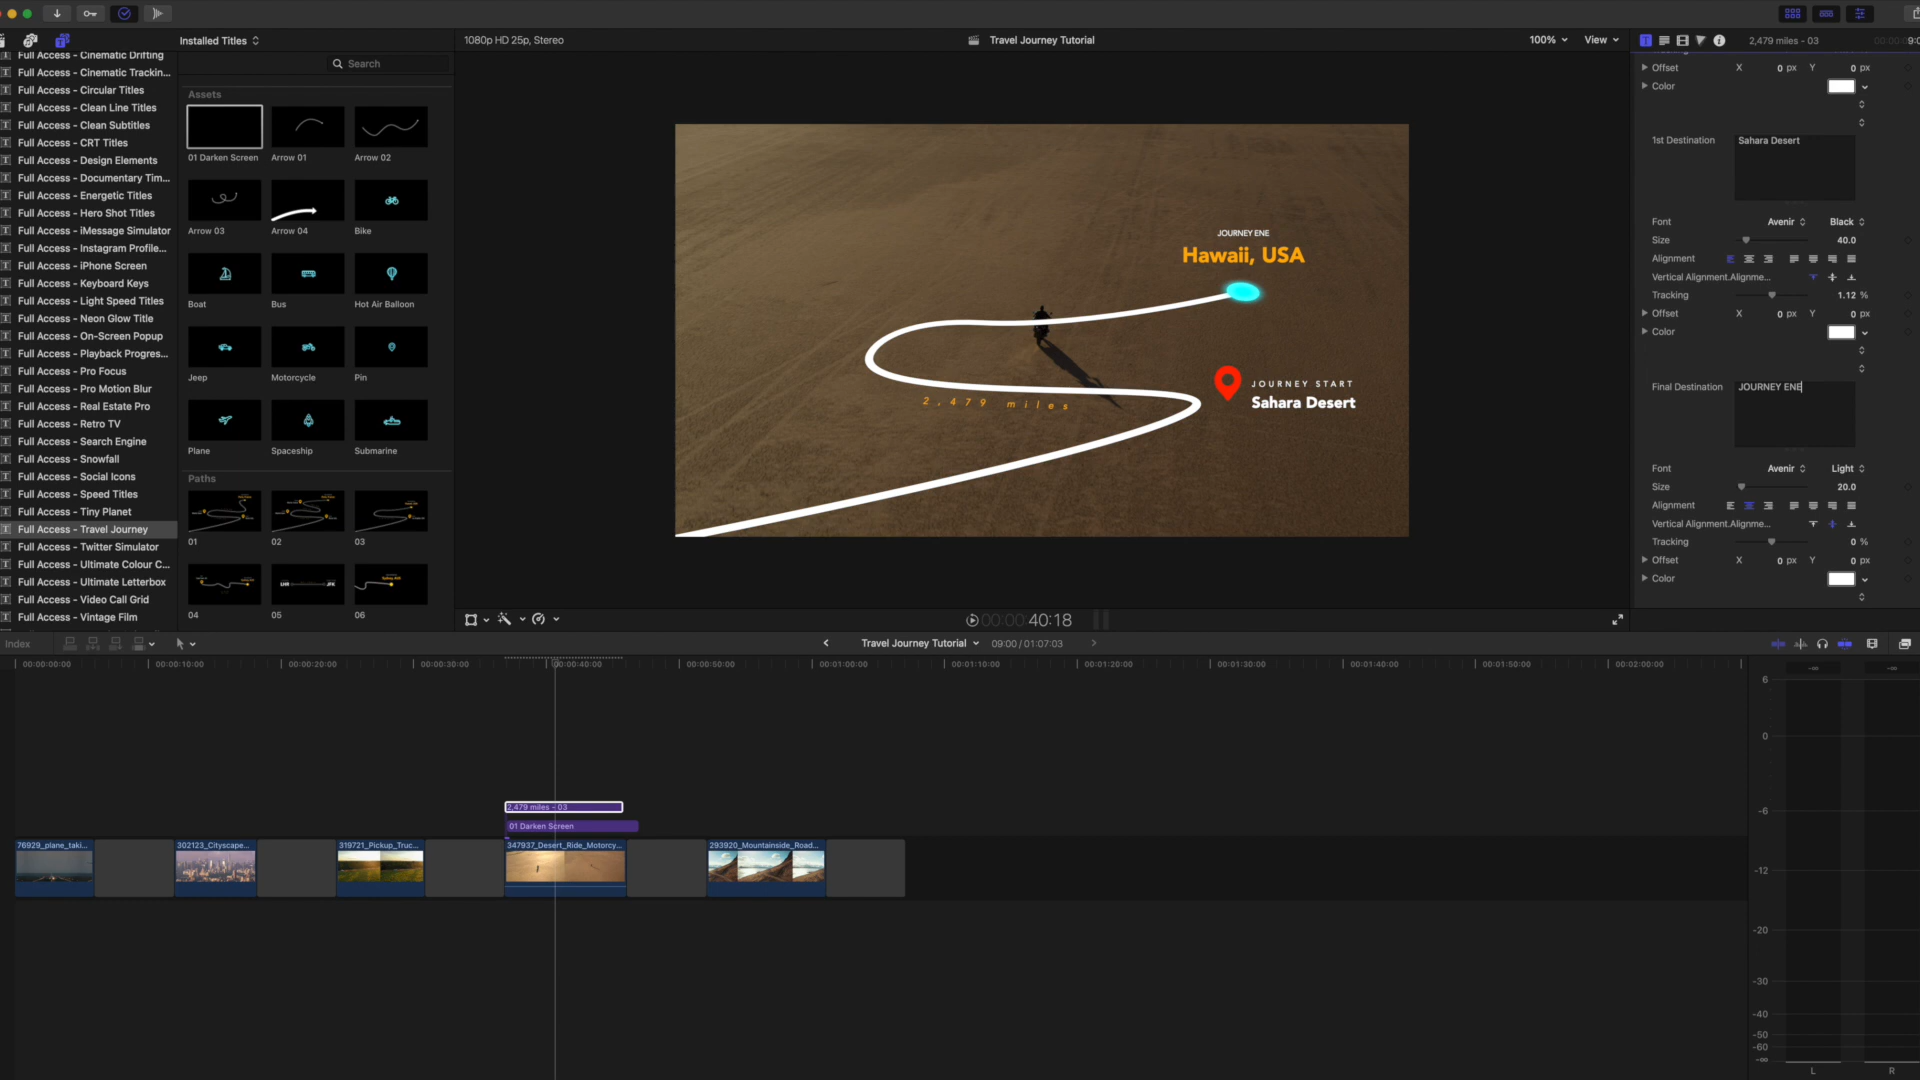 Installed Titles
1080p HD 25p, Stereo
Travel Journey Tutorial
100%
View
2,479 miles - 03
Full Access - Cinematic Drifting
Full Access - Cinematic Trackin...
Full Access - Circular Titles
Full Access - Clean Line Titles
Full Access - Clean Subtitles
Full Access - CRT Titles
Full Access - Design Elements
Full Access - Documentary Tim...
Full Access - Energetic Titles
Full Access - Hero Shot Titles
Full Access - iMessage Simulator
Full Access - Instagram Profile...
Full Access - iPhone Screen
Full Access - Keyboard Keys
Full Access - Light Speed Titles
Full Access - Neon Glow Title
Full Access - On-Screen Popup
Full Access - Playback Progres...
Full Access - Pro Focus
Full Access - Pro Motion Blur
Full Access - Real Estate Pro
Full Access - Retro TV
Full Access - Search Engine
Full Access - Snowfall
Full Access - Social Icons
Full Access - Speed Titles
Full Access - Tiny Planet
Full Access - Travel Journey
Full Access - Twitter Simulator
Full Access - Ultimate Colour C...
Full Access - Ultimate Letterbox
Full Access - Video Call Grid
Full Access - Vintage Film
Search
Assets
01 Darken Screen
Arrow 01
Arrow 02
Arrow 03
Arrow 04
Bike
Boat
Bus
Hot Air Balloon
Jeep
Motorcycle
Pin
Plane
Spaceship
Submarine
Paths
01
02
03
04
05
06
LHR
JFK
JOURNEY ENE
Hawaii, USA
JOURNEY START
Sahara Desert
2,479 miles
Offset X 0 px Y 0 px
Color
1st Destination
Sahara Desert
Font Avenir Black
Size 40.0
Alignment
Vertical Alignment.Alignme...
Tracking 1.12 %
Offset X 0 px Y 0 px
Color
Final Destination
JOURNEY ENE
Font Avenir Light
Size 20.0
Alignment
Vertical Alignment.Alignme...
Tracking 0 %
Offset X 0 px Y 0 px
Color
00:00:40:18
Index
Travel Journey Tutorial
09:00 / 01:07:03
00:00:00:00
00:00:10:00
00:00:20:00
00:00:30:00
00:00:40:00
00:00:50:00
00:01:00:00
00:01:10:00
00:01:20:00
00:01:30:00
00:01:40:00
00:01:50:00
00:02:00:00
2,479 miles - 03
01 Darken Screen
76929_plane_taki...
302123_Cityscape...
319721_Pickup_Truc...
347937_Desert_Ride_Motorcy...
293920_Mountainside_Road...
-∞
-∞
6
0
-6
-12
-20
-30
-40
-50
-60
-∞
L
R